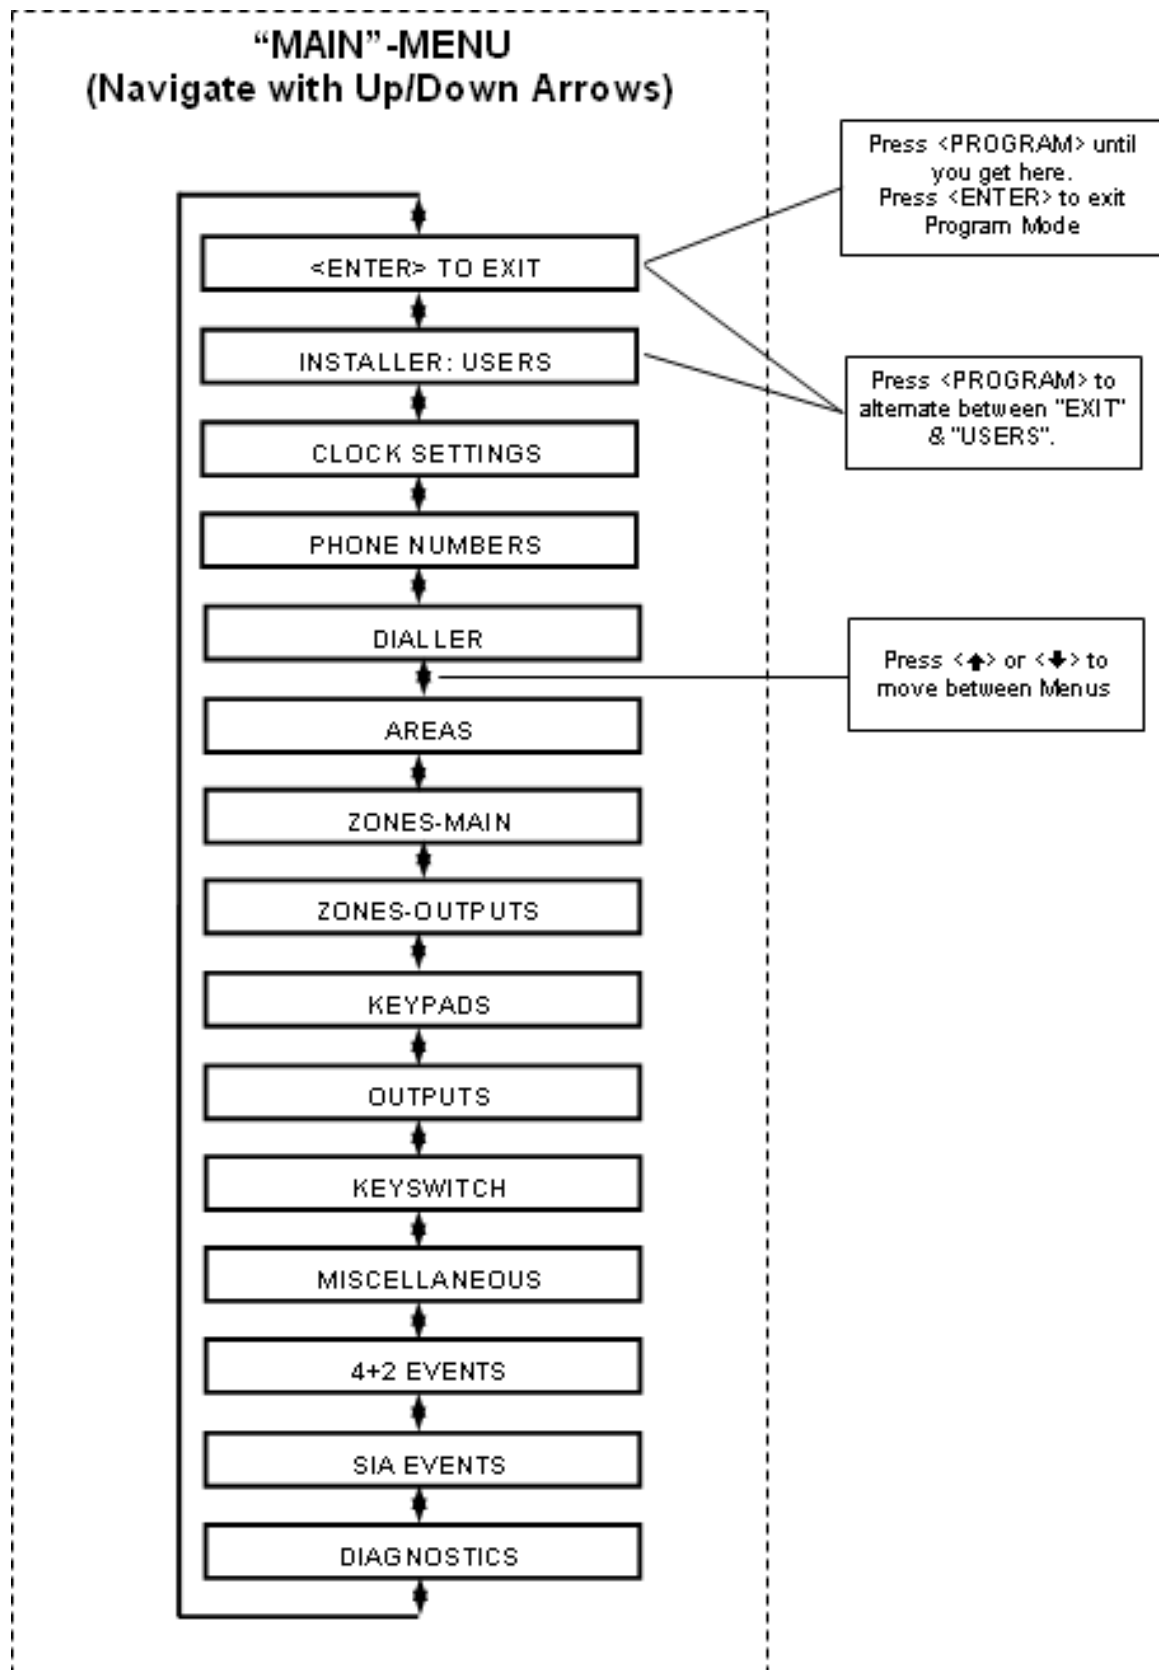 “MAIN”-MENU
(Navigate with Up/Down Arrows)
Press <PROGRAM> until
you get here.
Press <ENTER> to exit
Program Mode
<ENTER> TO EXIT
INSTALLER: USERS
Press <PROGRAM> to
alternate between "EXIT"
& "USERS".
CLOCK SETTINGS
PHONE NUMBERS
DIALLER
Press <🡅> or <🡇> to
move between Menus
AREAS
ZONES-MAIN
ZONES-OUTPUTS
KEYPADS
OUTPUTS
KEYSWITCH
MISCELLANEOUS
4+2 EVENTS
SIA EVENTS
DIAGNOSTICS